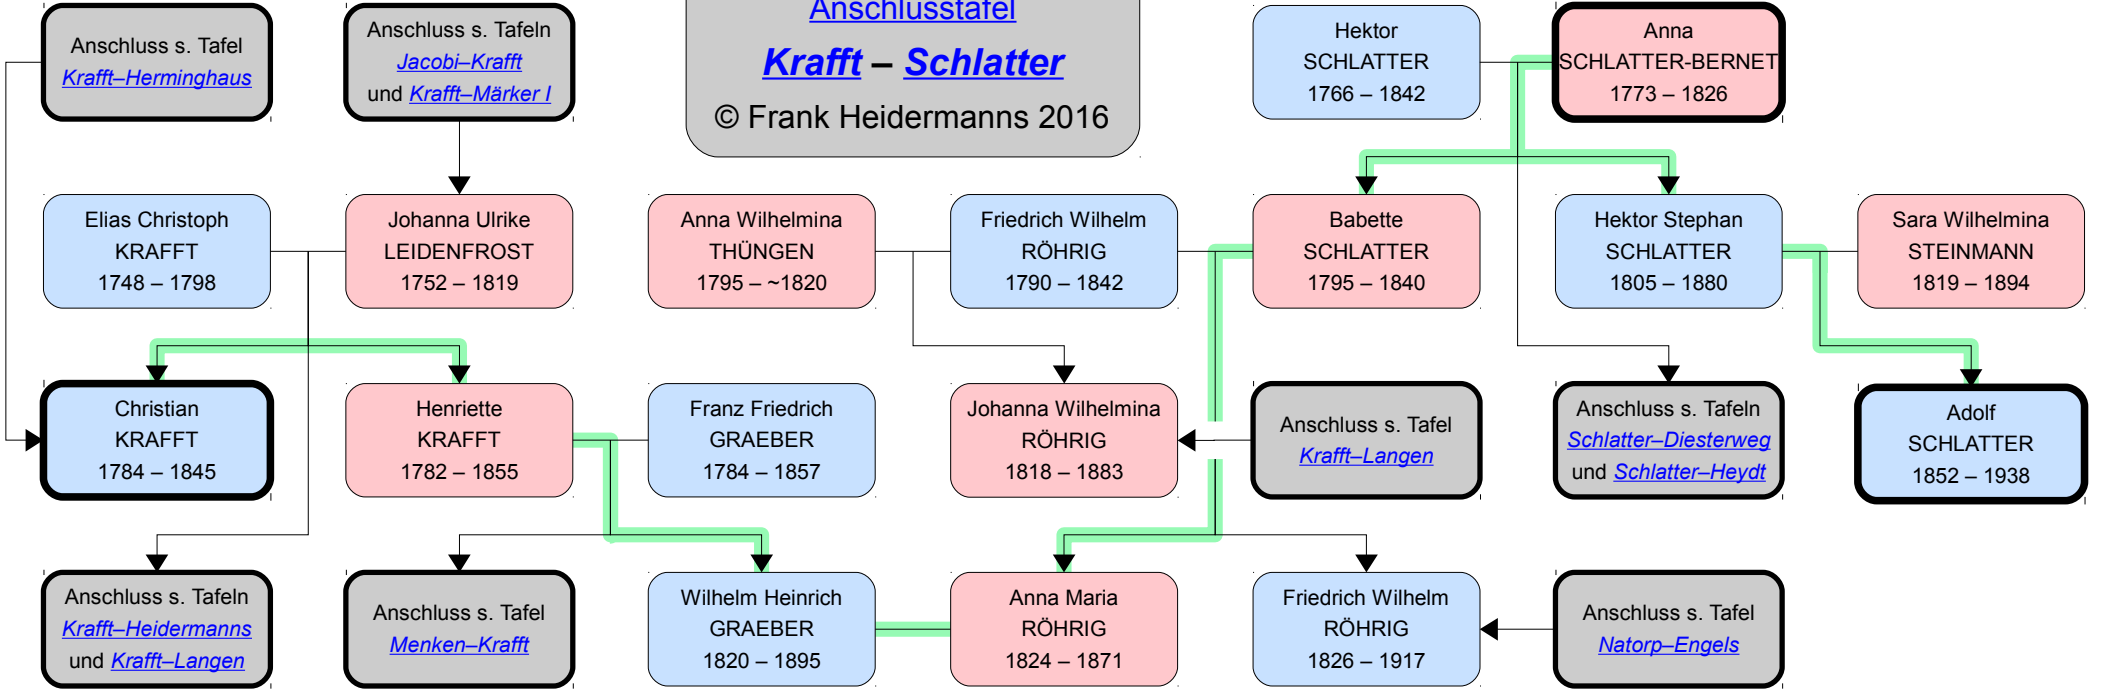 Anschluss s. Tafel
Krafft–Herminghaus
Anschluss s. Tafeln
Jacobi–Krafft
und Krafft–Märker I
Anschlusstafel
Krafft – Schlatter
© Frank Heidermanns 2016
Hektor
SCHLATTER
1766 – 1842
Anna
SCHLATTER-BERNET
1773 – 1826
Elias Christoph
KRAFFT
1748 – 1798
Johanna Ulrike
LEIDENFROST
1752 – 1819
Anna Wilhelmina
THÜNGEN
1795 – ~1820
Friedrich Wilhelm
RÖHRIG
1790 – 1842
Babette
SCHLATTER
1795 – 1840
Hektor Stephan
SCHLATTER
1805 – 1880
Sara Wilhelmina
STEINMANN
1819 – 1894
Christian
KRAFFT
1784 – 1845
Henriette
KRAFFT
1782 – 1855
Franz Friedrich
GRAEBER
1784 – 1857
Johanna Wilhelmina
RÖHRIG
1818 – 1883
Anschluss s. Tafel
Krafft–Langen
Anschluss s. Tafeln
Schlatter–Diesterweg
und Schlatter–Heydt
Adolf
SCHLATTER
1852 – 1938
Anschluss s. Tafeln
Krafft–Heidermanns
und Krafft–Langen
Anschluss s. Tafel
Menken–Krafft
Wilhelm Heinrich
GRAEBER
1820 – 1895
Anna Maria
RÖHRIG
1824 – 1871
Friedrich Wilhelm
RÖHRIG
1826 – 1917
Anschluss s. Tafel
Natorp–Engels